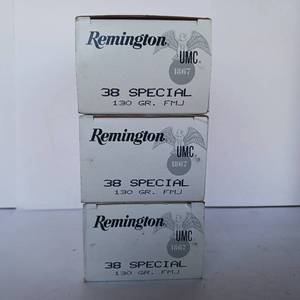 Remington
UMC
1867
38 SPECIAL
130 GR. FMJ
Remington
UMC
1867
38 SPECIAL
130 GR. FMJ
Remington
UMC
1867
38 SPECIAL
130 GR. FMJ